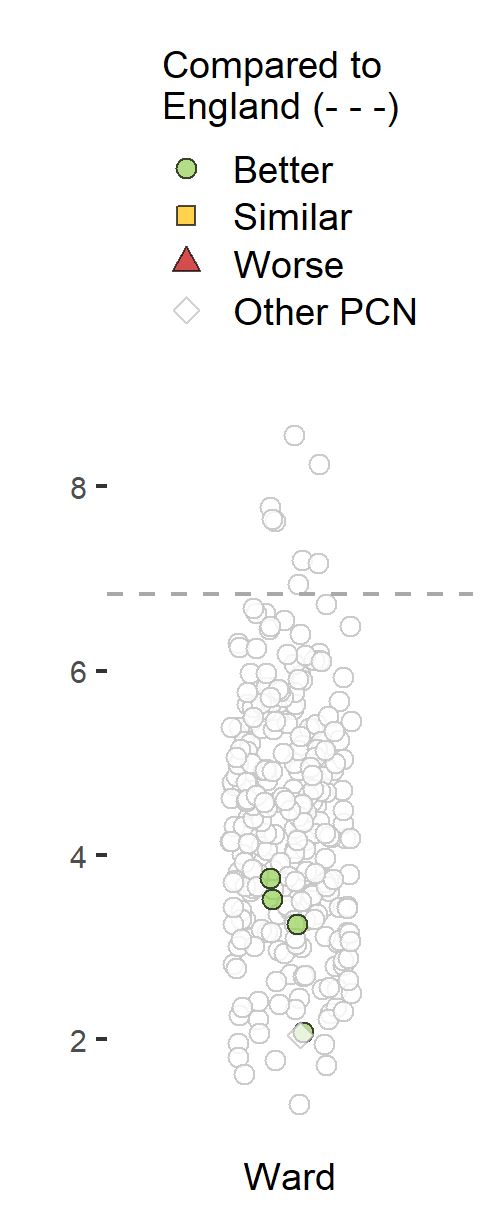 Compared to
England (- - -)
Better
Similar
Worse
Other PCN
8
6
4
2
Ward